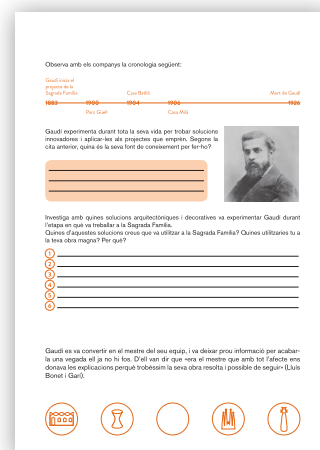 Observa amb els companys la cronologia següent:
Gaudí inicia el
projecte de la
Sagrada Família
Casa Batlló
Mort de Gaudí
1883
1900
1904
1906
1926
Parc Güell
Casa Milà
Gaudí experimenta durant tota la seva vida per trobar solucions
innovadores i aplicar-les als projectes que emprèn. Segons la
cita anterior, quina és la seva font de coneixement per fer-ho?
Investiga amb quines solucions arquitectòniques i decoratives va experimentar Gaudí durant
l'etapa en què va treballar a la Sagrada Família.
Quines d'aquestes solucions creus que va utilitzar a la Sagrada Família? Quines utilitzaries tu a
la teva obra magna? Per què?
1
2
3
4
5
6
Gaudí es va convertir en el mestre del seu equip, i va deixar prou informació per acabar-
la una vegada ell ja no hi fos. D'ell van dir que «era el mestre que amb tot l'afecte ens
donava les explicacions perquè trobéssim la seva obra resolta i possible de seguir» (Lluís
Bonet i Garí).